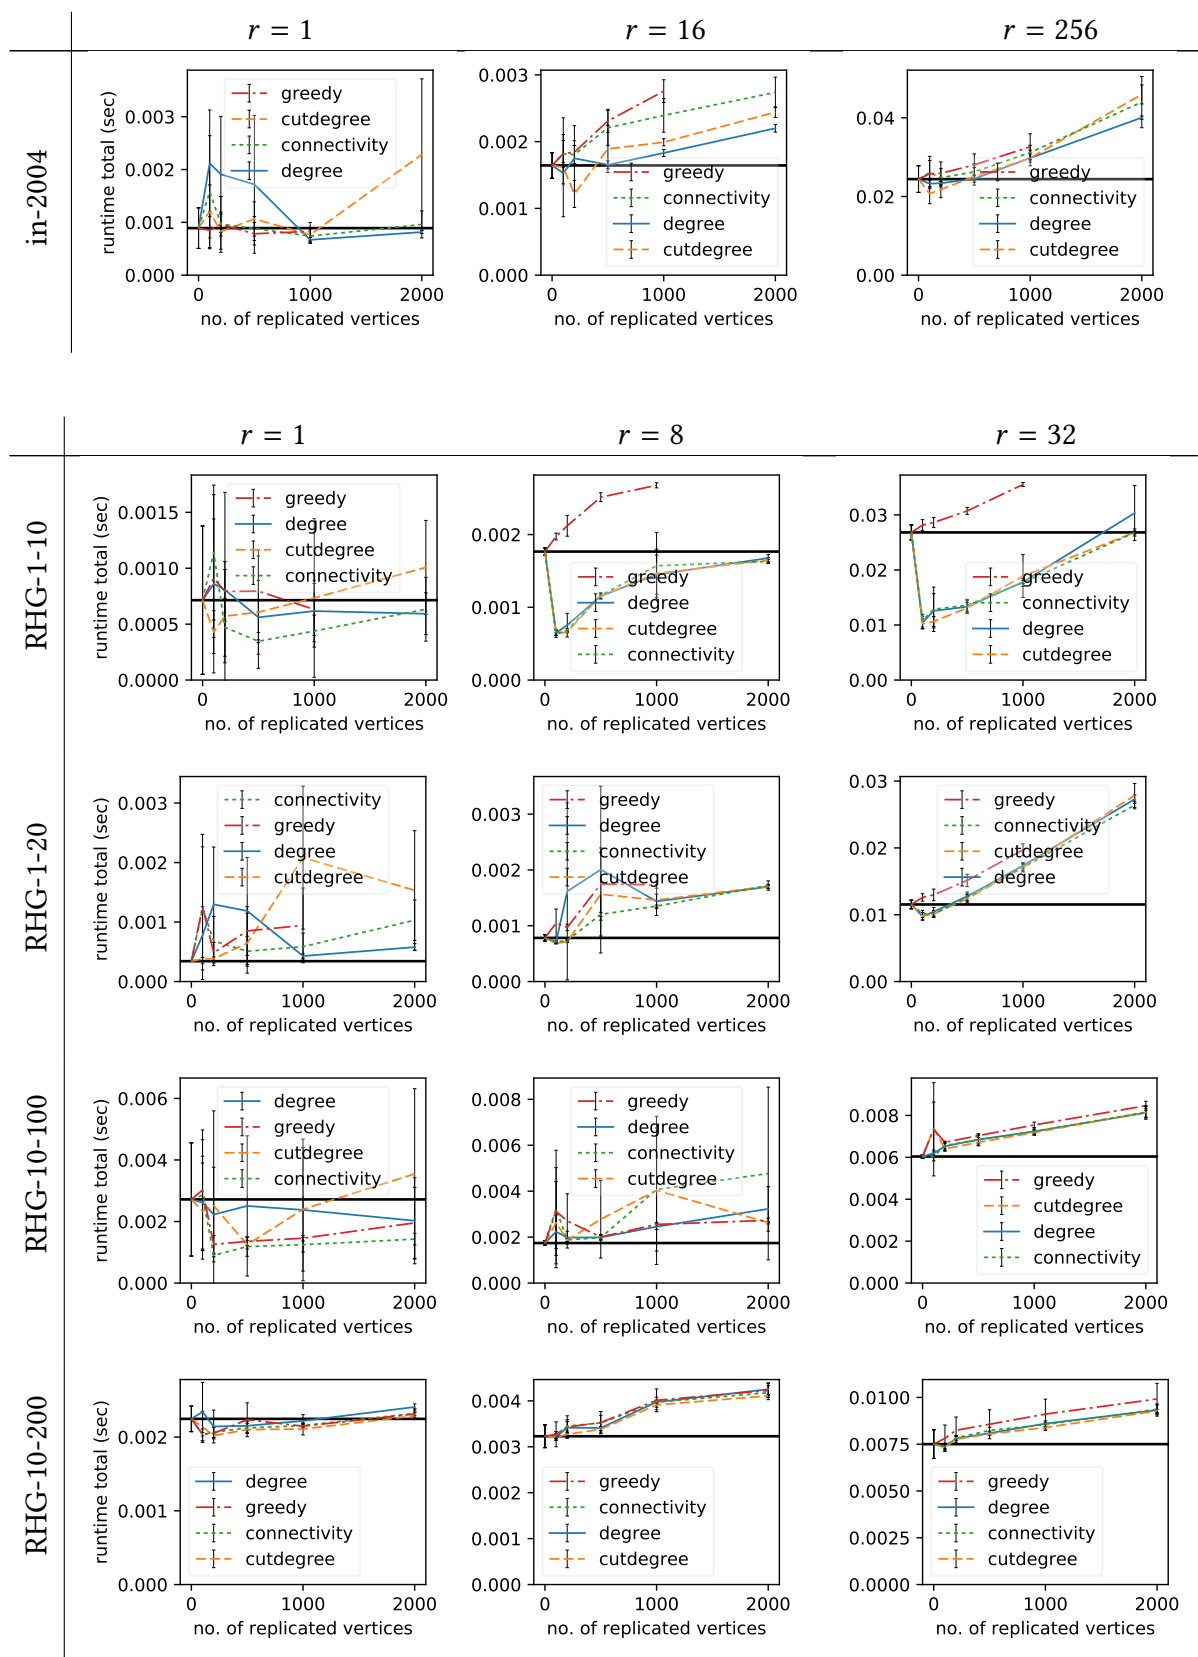 r = 1 r = 16 r = 256
in-2004
runtime total (sec)
0.003
0.002
0.001
0.000
greedy
cutdegree
connectivity
degree
0 1000 2000
no. of replicated vertices
0.003
0.002
0.001
0.000
greedy
connectivity
degree
cutdegree
0 1000 2000
no. of replicated vertices
0.04
0.02
0.00
greedy
connectivity
degree
cutdegree
0 1000 2000
no. of replicated vertices
r = 1 r = 8 r = 32
RHG-1-10
runtime total (sec)
0.0015
0.0010
0.0005
0.0000
greedy
degree
cutdegree
connectivity
0 1000 2000
no. of replicated vertices
0.002
0.001
0.000
greedy
degree
cutdegree
connectivity
0 1000 2000
no. of replicated vertices
0.03
0.02
0.01
0.00
greedy
connectivity
degree
cutdegree
0 1000 2000
no. of replicated vertices
RHG-1-20
runtime total (sec)
0.003
0.002
0.001
0.000
connectivity
greedy
degree
cutdegree
0 1000 2000
no. of replicated vertices
0.003
0.002
0.001
0.000
greedy
degree
connectivity
cutdegree
0 1000 2000
no. of replicated vertices
0.03
0.02
0.01
0.00
greedy
connectivity
cutdegree
degree
0 1000 2000
no. of replicated vertices
RHG-10-100
runtime total (sec)
0.006
0.004
0.002
0.000
degree
greedy
cutdegree
connectivity
0 1000 2000
no. of replicated vertices
0.008
0.006
0.004
0.002
0.000
greedy
degree
connectivity
cutdegree
0 1000 2000
no. of replicated vertices
0.008
0.006
0.004
0.002
0.000
greedy
cutdegree
degree
connectivity
0 1000 2000
no. of replicated vertices
RHG-10-200
runtime total (sec)
0.002
0.001
0.000
degree
greedy
connectivity
cutdegree
0 1000 2000
no. of replicated vertices
0.004
0.003
0.002
0.001
0.000
greedy
connectivity
degree
cutdegree
0 1000 2000
no. of replicated vertices
0.0100
0.0075
0.0050
0.0025
0.0000
greedy
degree
connectivity
cutdegree
0 1000 2000
no. of replicated vertices